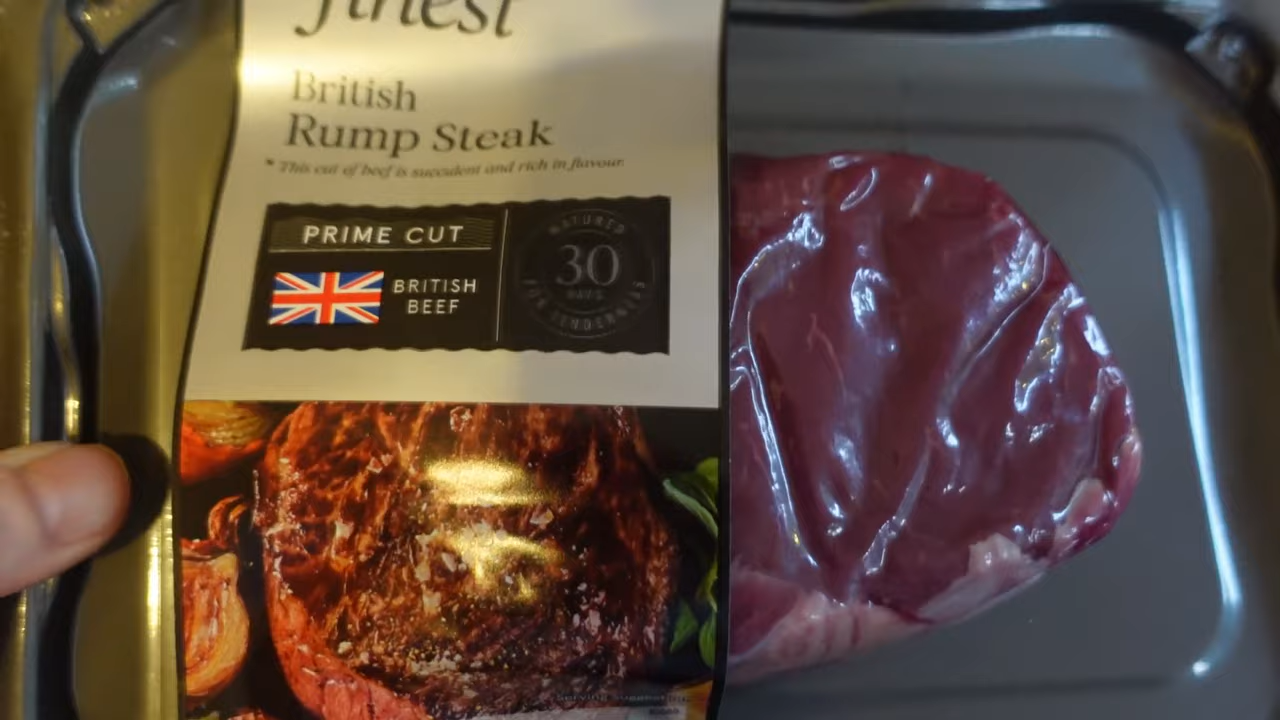 finest
British
Rump Steak
This cut of beef is succulent and rich in flavour.
PRIME CUT
BRITISH
BEEF
MATURED
30
DAYS
FOR TENDERNESS
Serving Suggestion